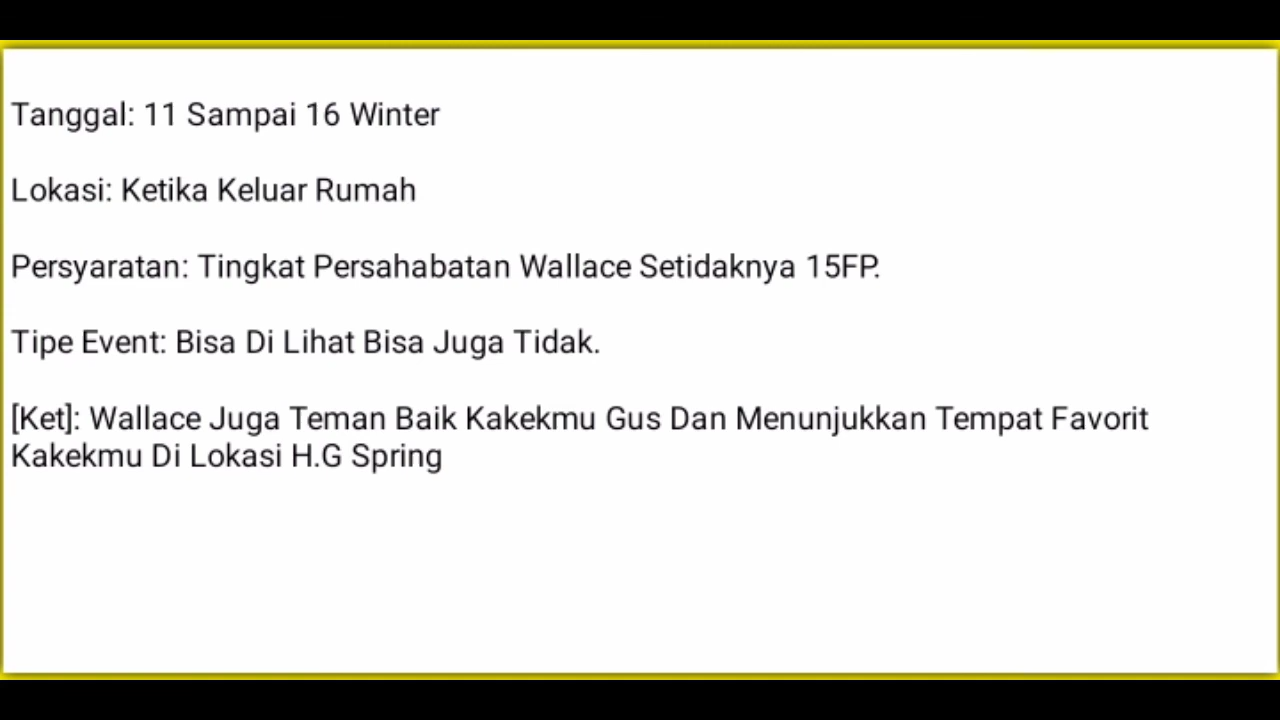 Tanggal: 11 Sampai 16 Winter
Lokasi: Ketika Keluar Rumah
Persyaratan: Tingkat Persahabatan Wallace Setidaknya 15FP.
Tipe Event: Bisa Di Lihat Bisa Juga Tidak.
[Ket]: Wallace Juga Teman Baik Kakekmu Gus Dan Menunjukkan Tempat Favorit
Kakekmu Di Lokasi H.G Spring